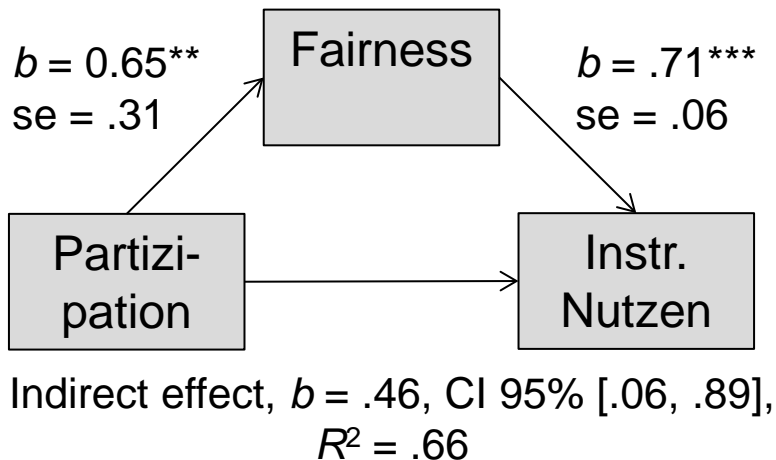 b = 0.65**
se = .31
Fairness
b = .71***
se = .06
Partizi-
pation
Instr.
Nutzen
Indirect effect, b = .46, CI 95% [.06, .89],
R² = .66